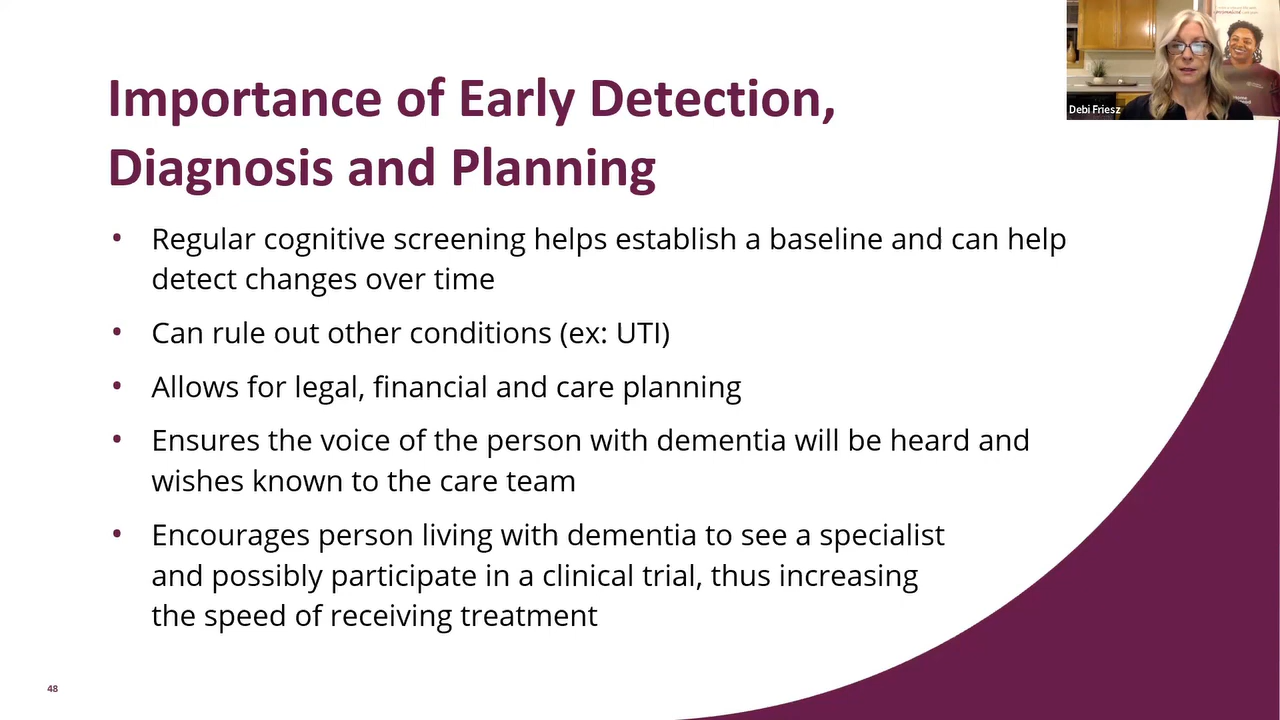 Importance of Early Detection,
Diagnosis and Planning
• Regular cognitive screening helps establish a baseline and can help
detect changes over time
• Can rule out other conditions (ex: UTI)
• Allows for legal, financial and care planning
• Ensures the voice of the person with dementia will be heard and
wishes known to the care team
• Encourages person living with dementia to see a specialist
and possibly participate in a clinical trial, thus increasing
the speed of receiving treatment
48
Debi Friesz